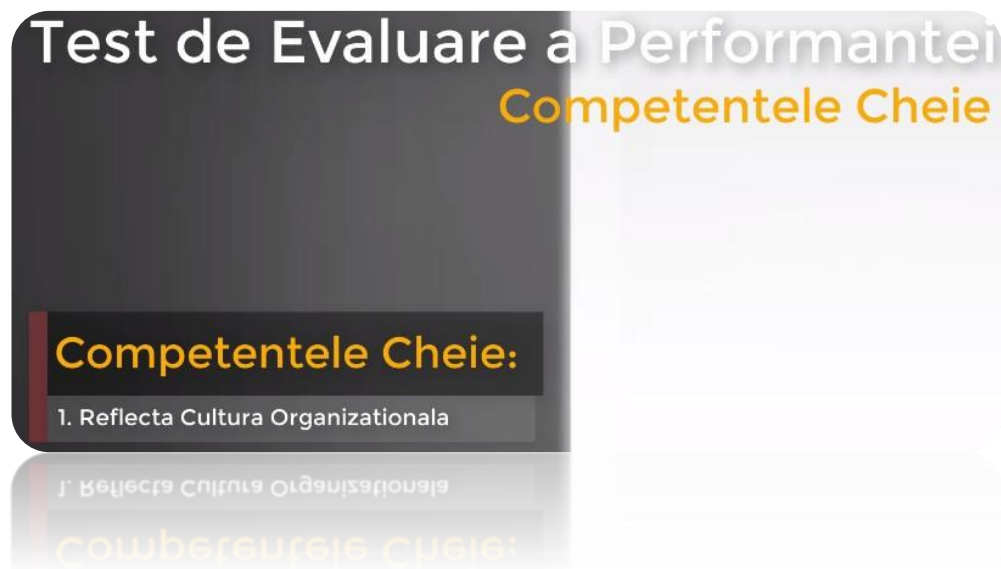 Test de Evaluare a Performantei
Competentele Cheie
Competentele Cheie:
1. Reflecta Cultura Organizationala